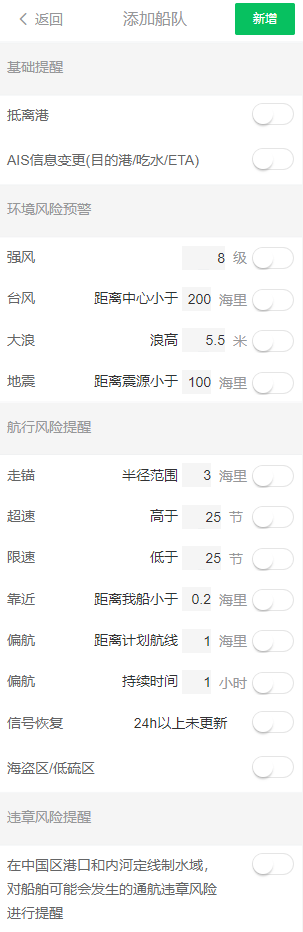 返回 添加船队 新增
基础提醒
抵离港
AIS信息变更(目的港/吃水/ETA)
环境风险预警
强风 8 级
台风 距离中心小于 200 海里
大浪 浪高 5.5 米
地震 距离震源小于 100 海里
航行风险提醒
走锚 半径范围 3 海里
超速 高于 25 节
限速 低于 25 节
靠近 距离我船小于 0.2 海里
偏航 距离计划航线 1 海里
偏航 持续时间 1 小时
信号恢复 24h以上未更新
海盗区/低硫区
违章风险提醒
在中国区港口和内河定线制水域，
对船舶可能会发生的通航违章风险
进行提醒